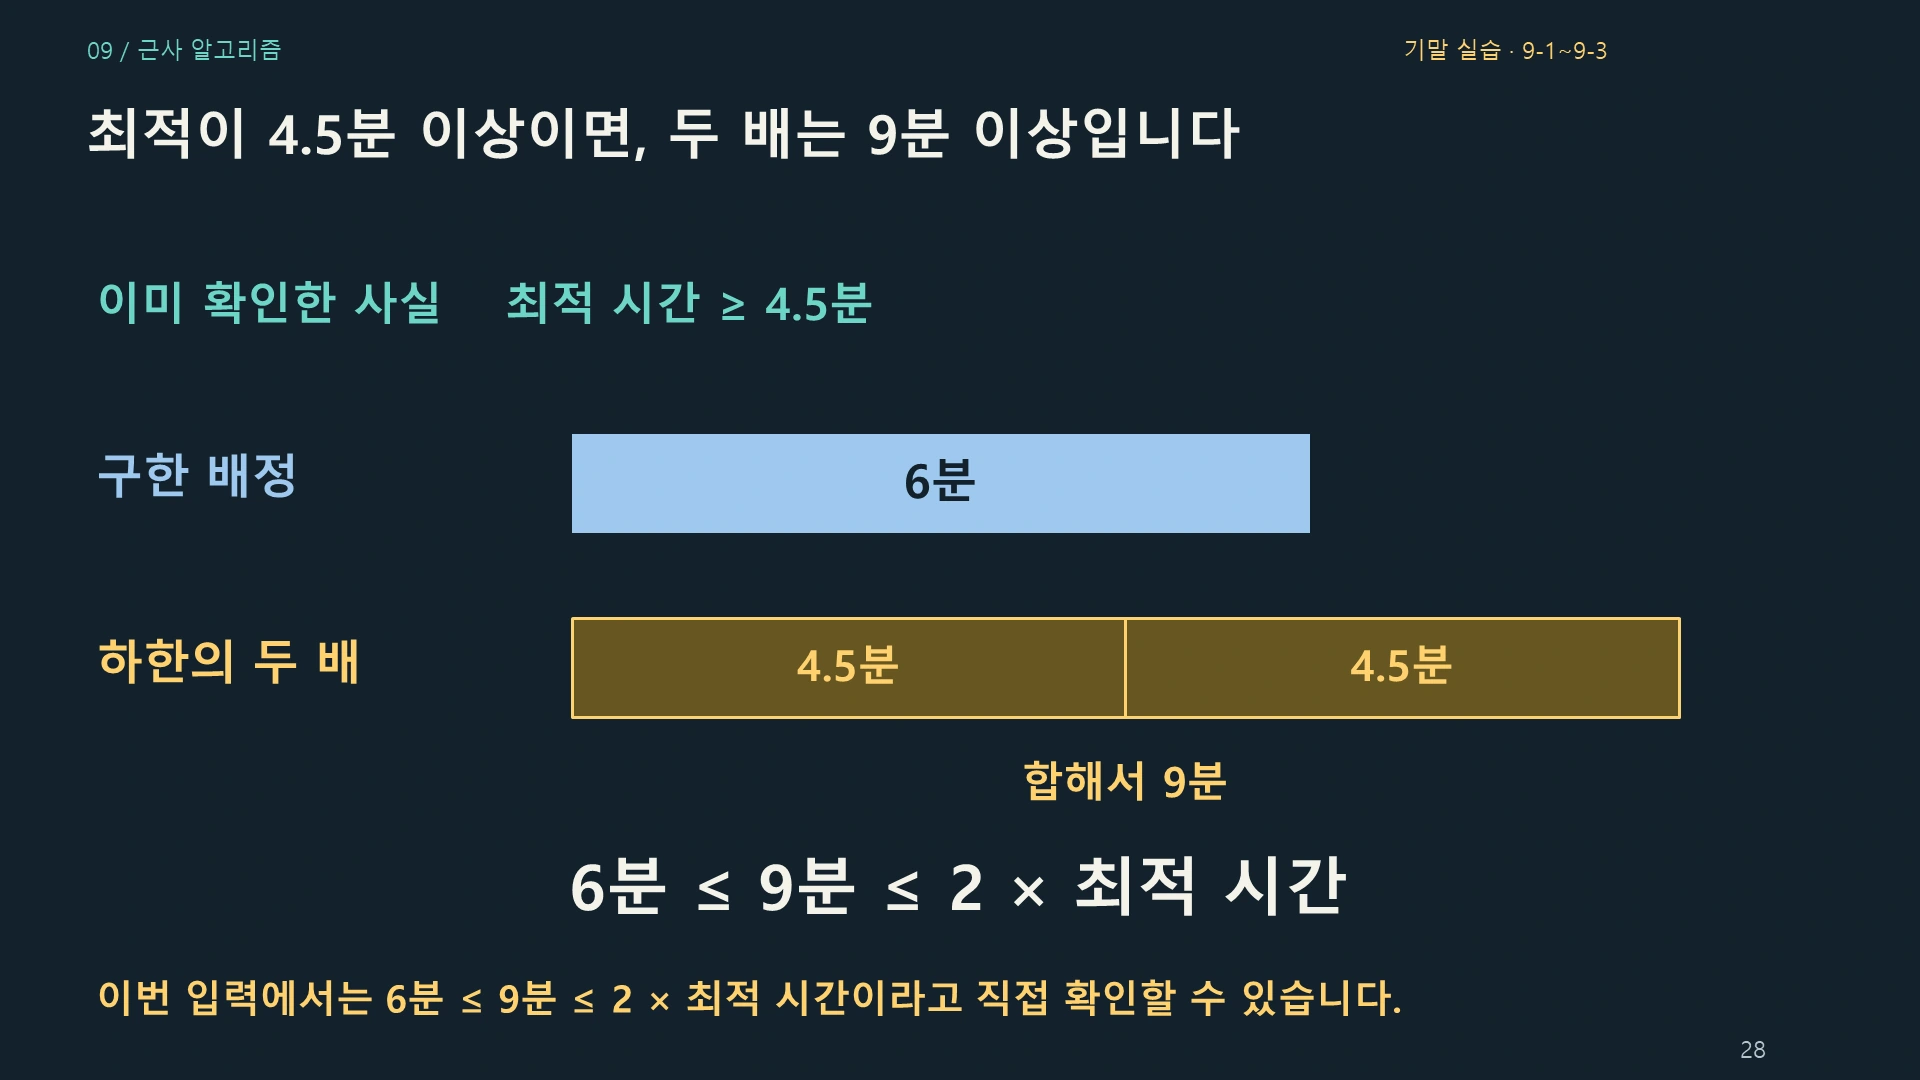 09 / 근사 알고리즘
기말 실습 · 9-1~9-3
최적이 4.5분 이상이면, 두 배는 9분 이상입니다
이미 확인한 사실 최적 시간 ≥ 4.5분
구한 배정
6분
하한의 두 배
4.5분
4.5분
합해서 9분
6분 ≤ 9분 ≤ 2 × 최적 시간
이번 입력에서는 6분 ≤ 9분 ≤ 2 × 최적 시간이라고 직접 확인할 수 있습니다.
28